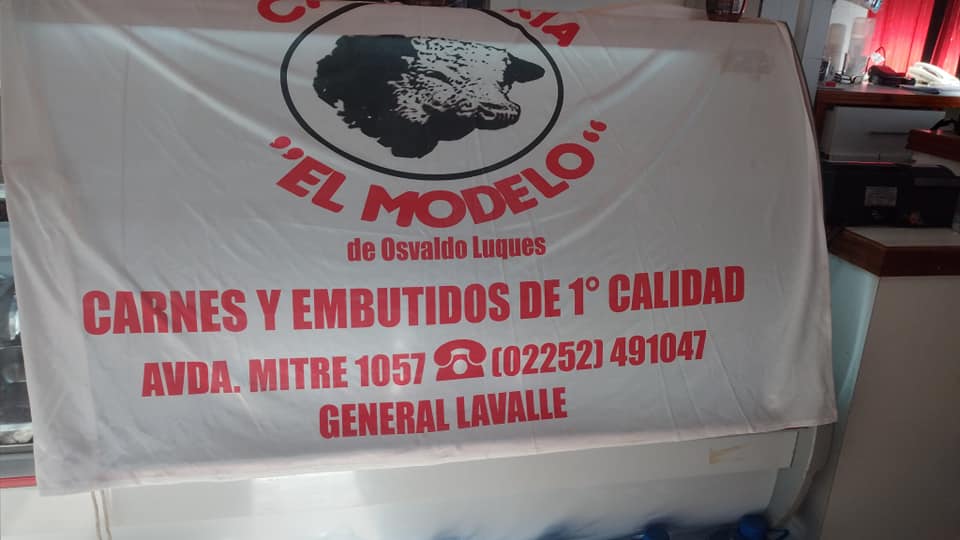 "EL MODELO"
de Osvaldo Luques
CARNES Y EMBUTIDOS DE 1° CALIDAD
AVDA. MITRE 1057 ☎ (02252) 491047
GENERAL LAVALLE